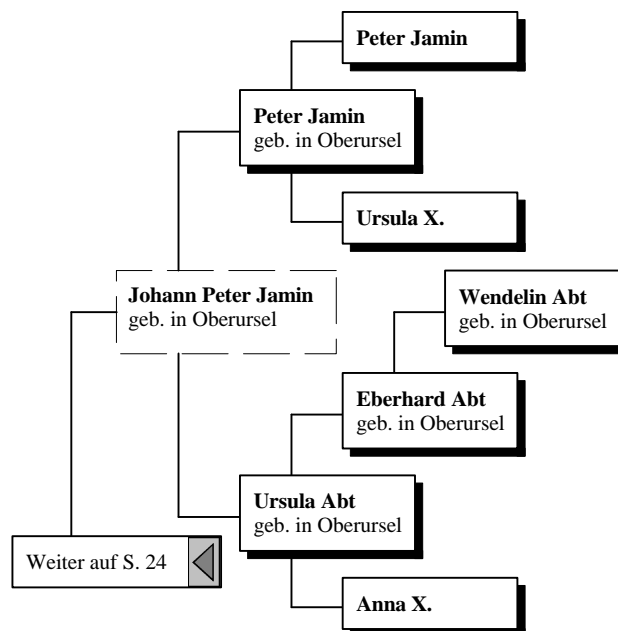 Peter Jamin
Peter Jamin
geb. in Oberursel
Ursula X.
Johann Peter Jamin
geb. in Oberursel
Wendelin Abt
geb. in Oberursel
Eberhard Abt
geb. in Oberursel
Ursula Abt
geb. in Oberursel
Weiter auf S. 24
Anna X.